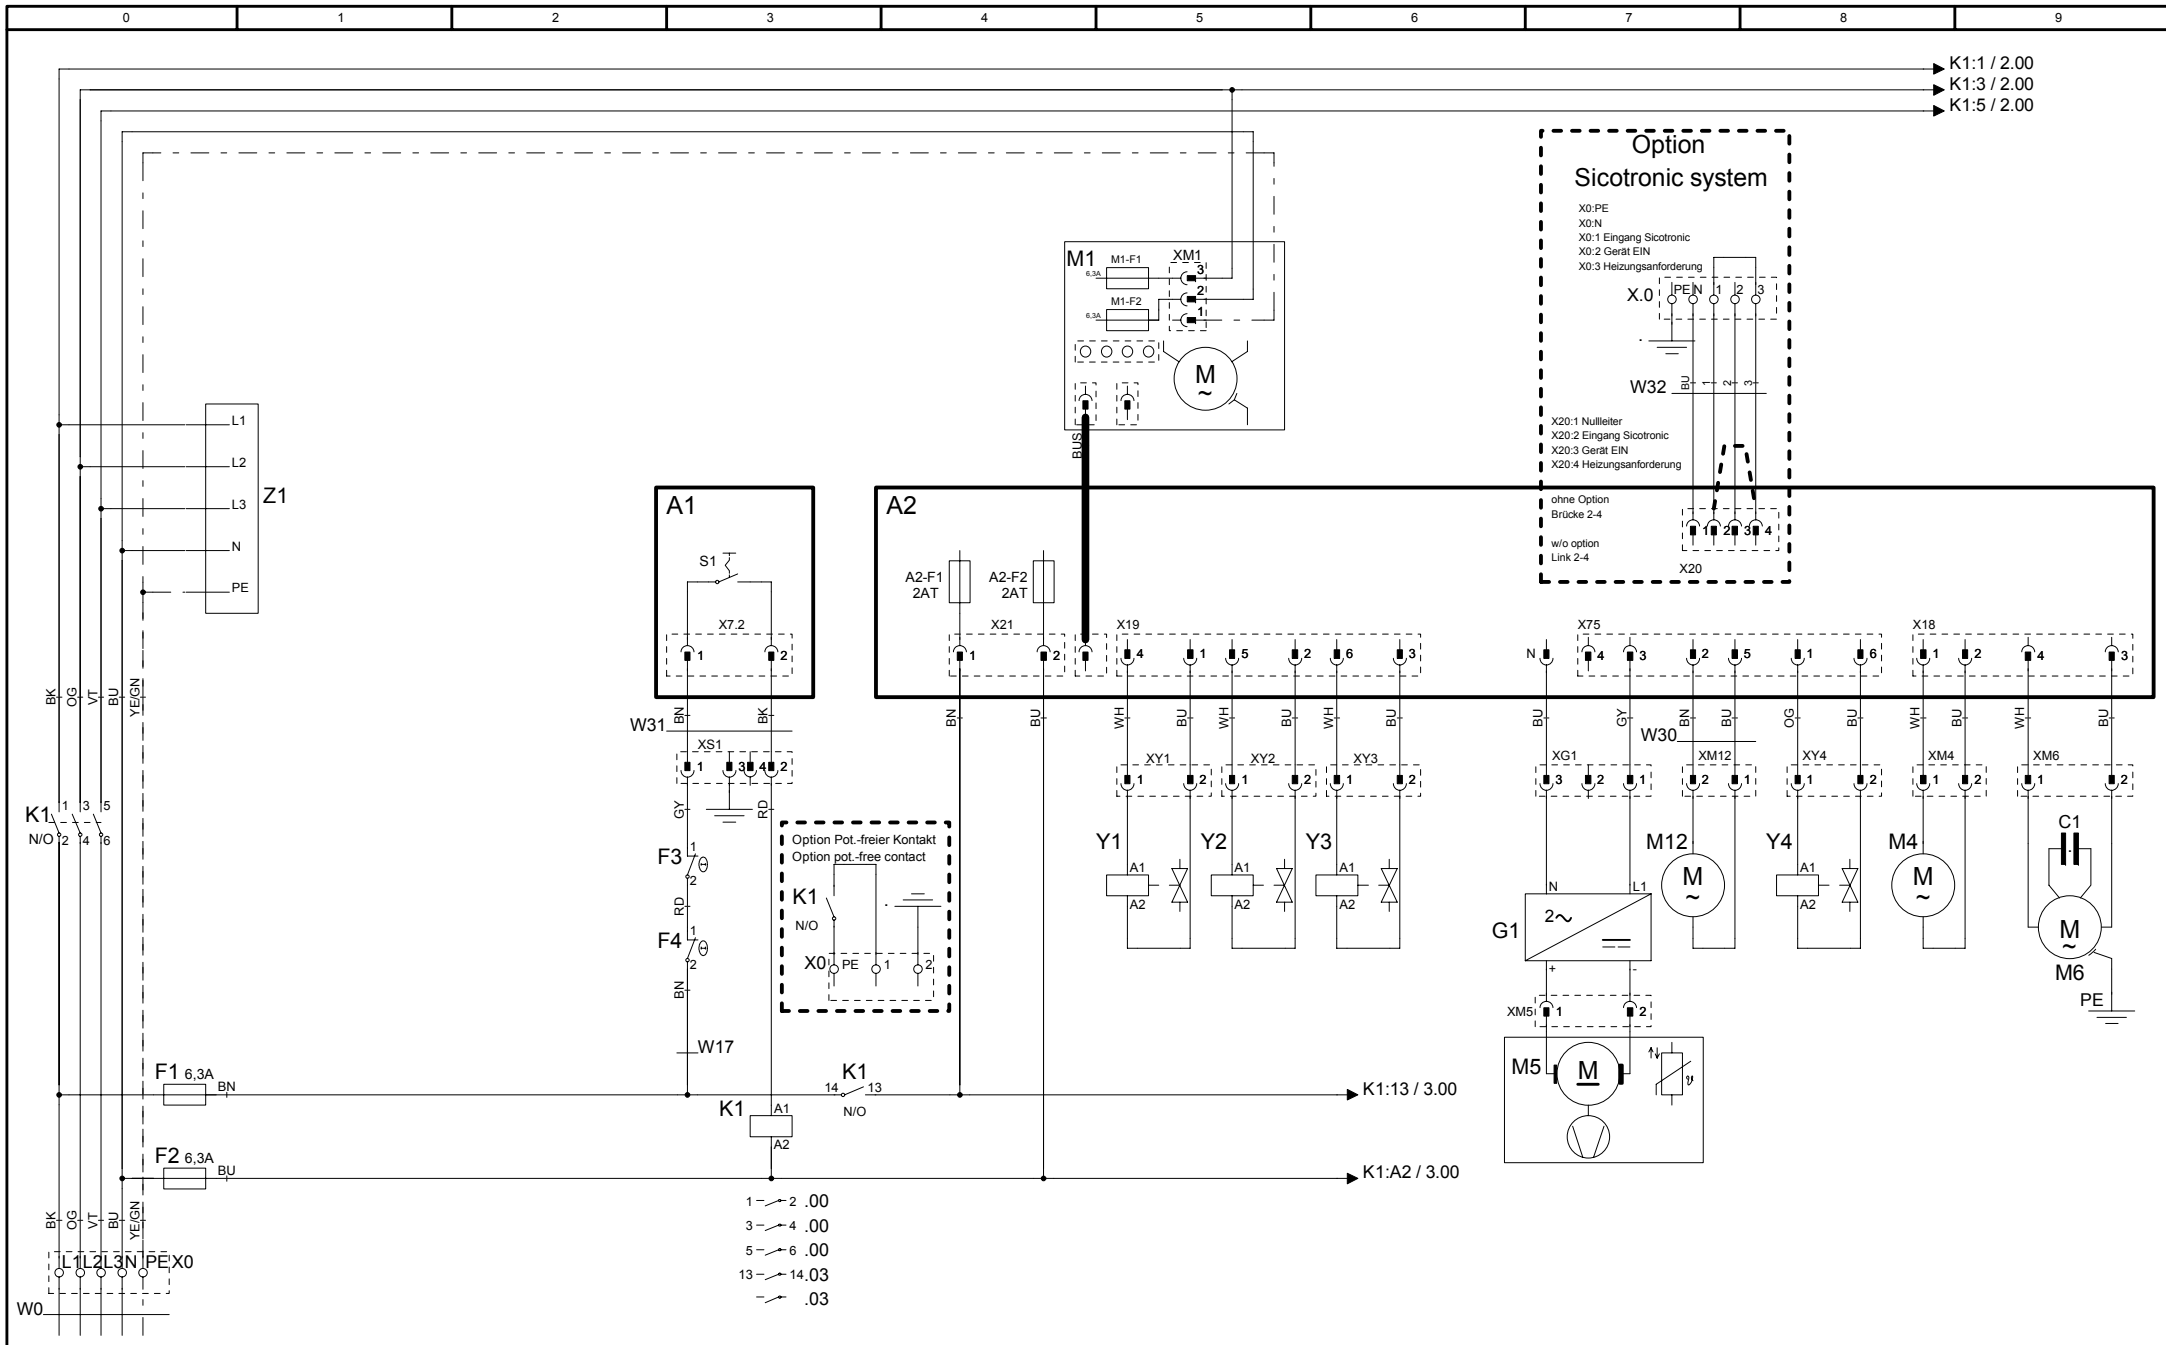 0 1 2 3 4 5 6 7 8 9
K1:1 / 2.00
K1:3 / 2.00
K1:5 / 2.00
Option
Sicotronic system
X0:PE
X0:N
X0:1 Eingang Sicotronic
X0:2 Gerät EIN
X0:3 Heizungsanforderung
X.0 PE N 1 2 3
W32 BU 1 2 3
X20:1 Nullleiter
X20:2 Eingang Sicotronic
X20:3 Gerät EIN
X20:4 Heizungsanforderung
ohne Option
Brücke 2-4
w/o option
Link 2-4
1 2 3 4
X20
M1 M1-F1 XM1
6,3A 3
M1-F2 2
6,3A 1
M
~
BUS
L1
L2
L3
N
PE
Z1
A1
S1
X7.2
1 2
A2
A2-F1
2AT
A2-F2
2AT
X21
1 2
X19
4 1 5 2 6 3
N
X75
4 3 2 5 1 6
X18
1 2 4 3
BK OG VT BU YE/GN
BN BK
W31
XS1
1 3 4 2
GY RD
BN BU
WH BU WH BU WH BU
BU GY BN BU OG BU WH BU WH BU
W30
XY1
1 2
XY2
1 2
XY3
1 2
XG1
3 2 1
XM12
2 1
XY4
1 2
XM4
1 2
XM6
1 2
K1
N/O
1 3 5
2 4 6
F3
1
2
RD
F4
1
2
BN
W17
Option Pot.-freier Kontakt
Option pot.-free contact
K1
N/O
X0 PE 1 2
Y1
A1
A2
Y2
A1
A2
Y3
A1
A2
G1
N L1
2~
+ -
M12
M
~
Y4
A1
A2
M4
M
~
C1
M
~
M6
PE
XM5 1 2
M5 M
ϑ
F1 6,3A BN
K1
14 13
N/O
K1:13 / 3.00
K1 A1
A2
F2 6,3A BU
K1:A2 / 3.00
1 2 .00
3 4 .00
5 6 .00
13 14 .03
.03
BK OG VT BU YE/GN
L1 L2 L3 N PE X0
W0